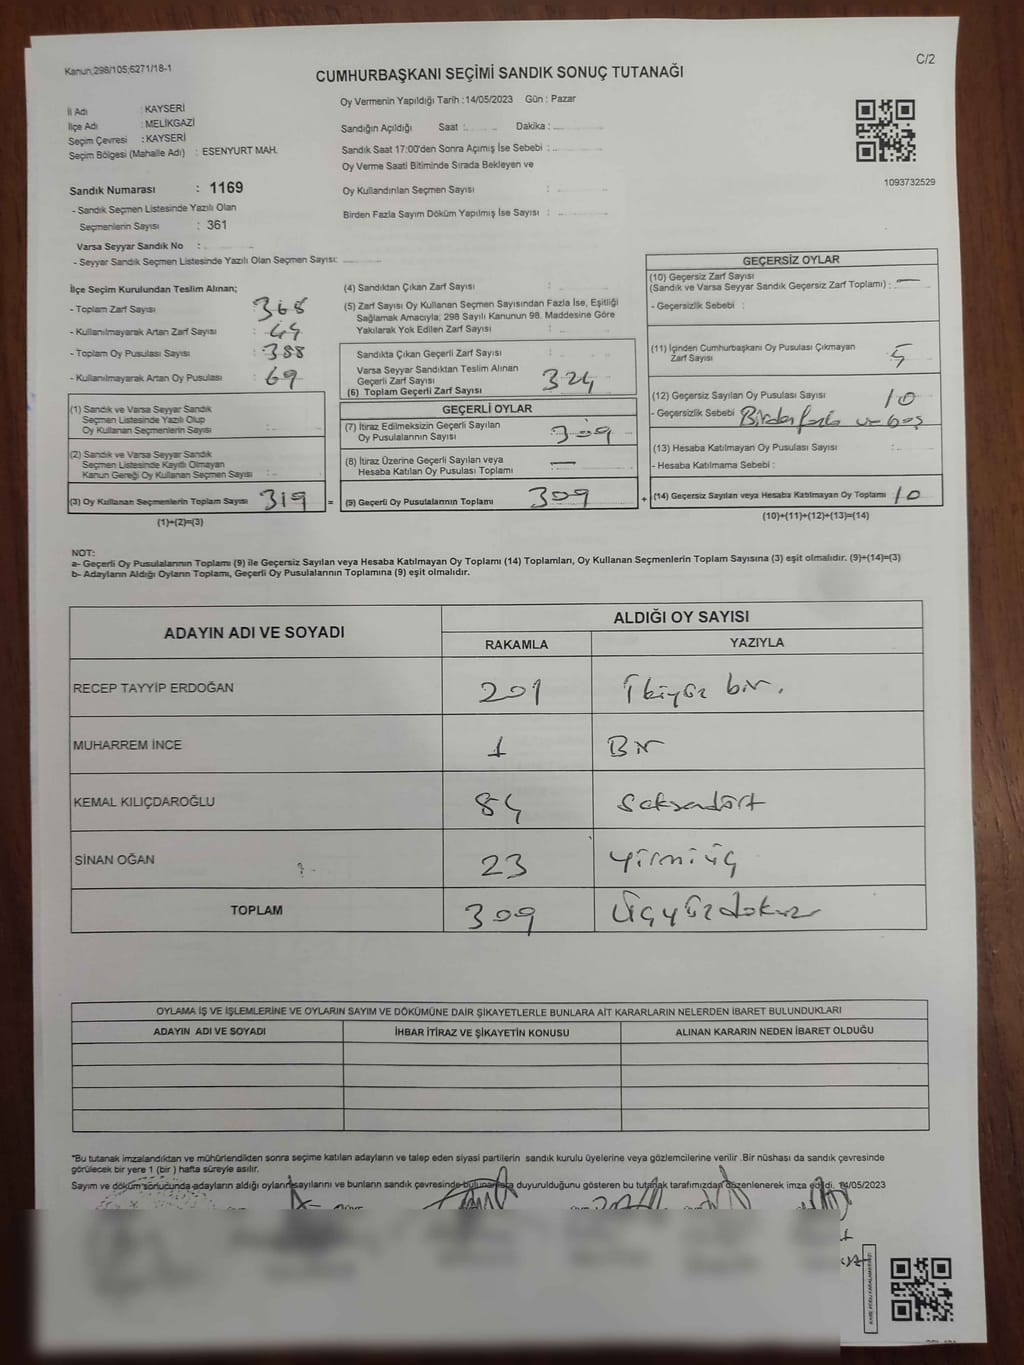 Kanun:298/105;6271/18-1
C/2
CUMHURBAŞKANI SEÇİMİ SANDIK SONUÇ TUTANAĞI
Oy Vermenin Yapıldığı Tarih :14/05/2023 Gün : Pazar
İl Adı : KAYSERİ
İlçe Adı : MELİKGAZİ
Seçim Çevresi : KAYSERİ
Seçim Bölgesi (Mahalle Adı) : ESENYURT MAH.
Sandığın Açıldığı Saat : Dakika :
Sandık Saat 17:00'den Sonra Açımış İse Sebebi :
Oy Verme Saati Bitiminde Sırada Bekleyen ve
Oy Kullandırılan Seçmen Sayısı :
Birden Fazla Sayım Döküm Yapılmış İse Sayısı :
1093732529
Sandık Numarası : 1169
- Sandık Seçmen Listesinde Yazılı Olan
Seçmenlerin Sayısı : 361
Varsa Seyyar Sandık No :
- Seyyar Sandık Seçmen Listesinde Yazılı Olan Seçmen Sayısı:
İlçe Seçim Kurulundan Teslim Alınan;
- Toplam Zarf Sayısı : 368
- Kullanılmayarak Artan Zarf Sayısı : 44
- Toplam Oy Pusulası Sayısı : 388
- Kullanılmayarak Artan Oy Pusulası : 69
(1) Sandık ve Varsa Seyyar Sandık
Seçmen Listesinde Yazılı Olup
Oy Kullanan Seçmenlerin Sayısı :
(2) Sandık ve Varsa Seyyar Sandık
Seçmen Listesinde Kayıtlı Olmayan
Kanun Gereği Oy Kullanan Seçmen Sayısı :
(3) Oy Kullanan Seçmenlerin Toplam Sayısı 319 =
(1)+(2)=(3)
(4) Sandıktan Çıkan Zarf Sayısı :
(5) Zarf Sayısı Oy Kullanan Seçmen Sayısından Fazla İse, Eşitliği
Sağlamak Amacıyla; 298 Sayılı Kanunun 98. Maddesine Göre
Yakılarak Yok Edilen Zarf Sayısı :
Sandıkta Çıkan Geçerli Zarf Sayısı :
Varsa Seyyar Sandıktan Teslim Alınan
Geçerli Zarf Sayısı :
(6) Toplam Geçerli Zarf Sayısı 324
GEÇERLİ OYLAR
(7) İtiraz Edilmeksizin Geçerli Sayılan
Oy Pusulalarının Sayısı : 309
(8) İtiraz Üzerine Geçerli Sayılan veya
Hesaba Katılan Oy Pusulası Toplamı : —
(9) Geçerli Oy Pusulalarının Toplamı 309 +
GEÇERSİZ OYLAR
(10) Geçersiz Zarf Sayısı
(Sandık ve Varsa Seyyar Sandık Geçersiz Zarf Toplamı) : —
- Geçersizlik Sebebi :
(11) İçinden Cumhurbaşkanı Oy Pusulası Çıkmayan
Zarf Sayısı : 5
(12) Geçersiz Sayılan Oy Pusulası Sayısı : 10
- Geçersizlik Sebebi : Birden fazla ve boş
(13) Hesaba Katılmayan Oy Pusulası Sayısı :
- Hesaba Katılmama Sebebi :
(14) Geçersiz Sayılan veya Hesaba Katılmayan Oy Toplamı 10
(10)+(11)+(12)+(13)=(14)
NOT:
a- Geçerli Oy Pusulalarının Toplamı (9) ile Geçersiz Sayılan veya Hesaba Katılmayan Oy Toplamı (14) Toplamları, Oy Kullanan Seçmenlerin Toplam Sayısına (3) eşit olmalıdır. (9)+(14)=(3)
b- Adayların Aldığı Oyların Toplamı, Geçerli Oy Pusulalarının Toplamına (9) eşit olmalıdır.
ADAYIN ADI VE SOYADI
ALDIĞI OY SAYISI
RAKAMLA YAZIYLA
RECEP TAYYİP ERDOĞAN 201 İkiyüz bir.
MUHARREM İNCE 1 Bir
KEMAL KILIÇDAROĞLU 84 Seksendört
SİNAN OĞAN 23 yirmiüç
TOPLAM 309 Üçyüzdokuz
OYLAMA İŞ VE İŞLEMLERİNE VE OYLARIN SAYIM VE DÖKÜMÜNE DAİR ŞİKAYETLERLE BUNLARA AİT KARARLARIN NELERDEN İBARET BULUNDUKLARI
ADAYIN ADI VE SOYADI İHBAR İTİRAZ VE ŞİKAYETİN KONUSU ALINAN KARARIN NEDEN İBARET OLDUĞU
*Bu tutanak imzalandıktan ve mühürlendikten sonra seçime katılan adayların ve talep eden siyasi partilerin sandık kurulu üyelerine veya gözlemcilerine verilir .Bir nüshası da sandık çevresinde
görülecek bir yere 1 (bir ) hafta süreyle asılır.
Sayım ve döküm sonucunda adayların aldığı oyların sayılarını ve bunların sandık çevresinde bulunanlara duyurulduğunu gösteren bu tutanak tarafımızdan düzenlenerek imza edildi. 14/05/2023